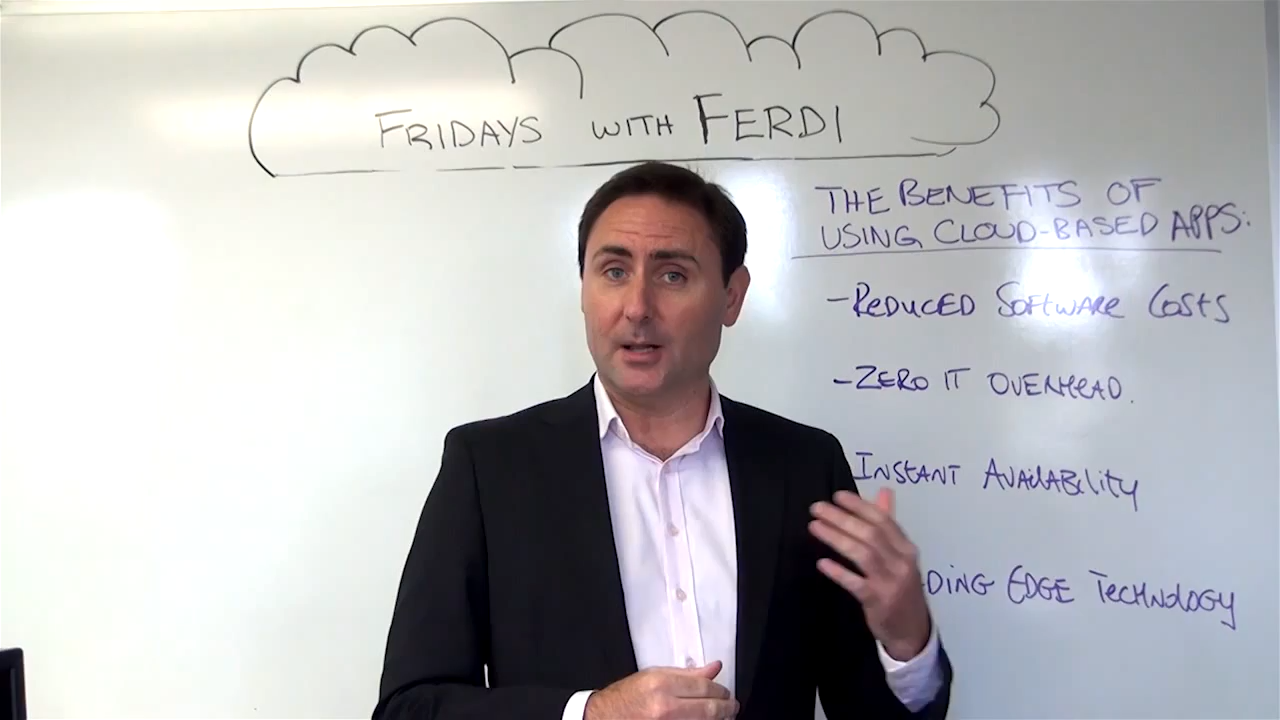 FRIDAYS WITH FERDI
THE BENEFITS OF
USING CLOUD-BASED APPS:
-REDUCED SOFTWARE COSTS
-ZERO IT OVERHEAD.
INSTANT AVAILABILITY
EDGE TECHNOLOGY